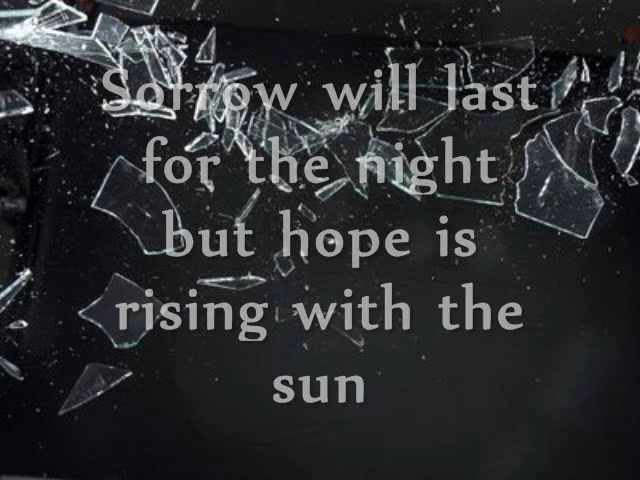 Sorrow will last
for the night
but hope is
rising with the
sun